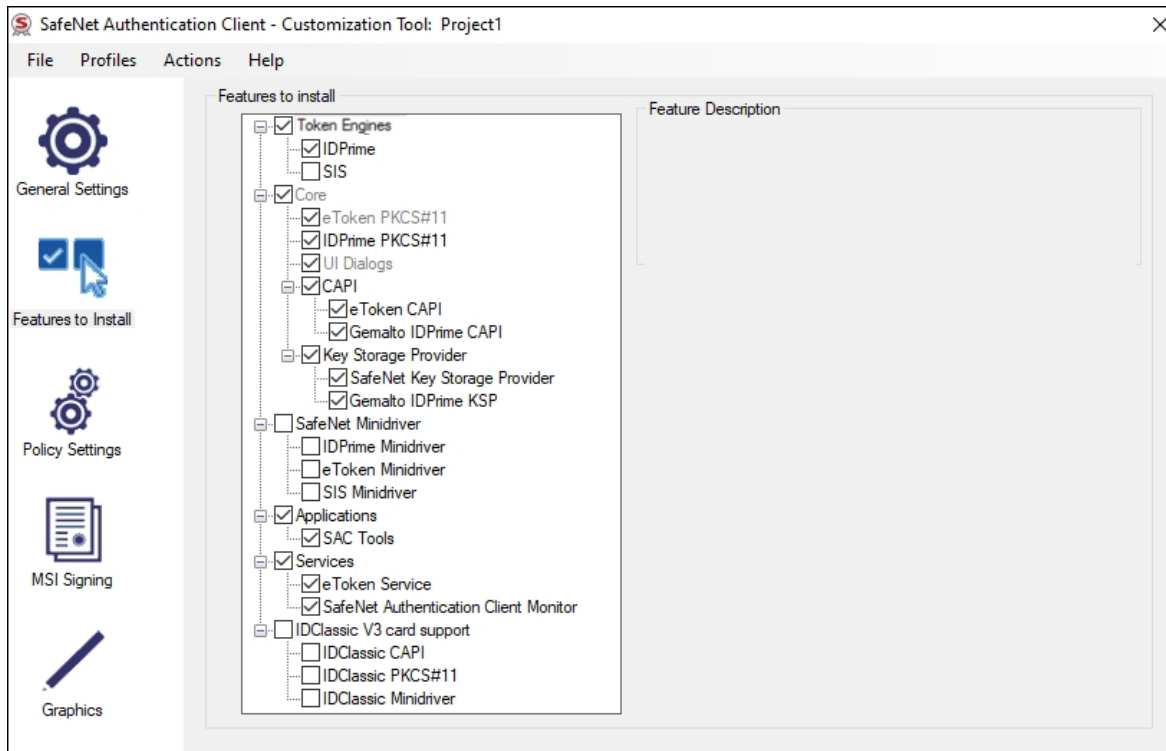 SafeNet Authentication Client - Customization Tool: Project1
File Profiles Actions Help
General Settings
Features to Install
Policy Settings
MSI Signing
Graphics
Features to install
Token Engines
IDPrime
SIS
Core
eToken PKCS#11
IDPrime PKCS#11
UI Dialogs
CAPI
eToken CAPI
Gemalto IDPrime CAPI
Key Storage Provider
SafeNet Key Storage Provider
Gemalto IDPrime KSP
SafeNet Minidriver
IDPrime Minidriver
eToken Minidriver
SIS Minidriver
Applications
SAC Tools
Services
eToken Service
SafeNet Authentication Client Monitor
IDClassic V3 card support
IDClassic CAPI
IDClassic PKCS#11
IDClassic Minidriver
Feature Description